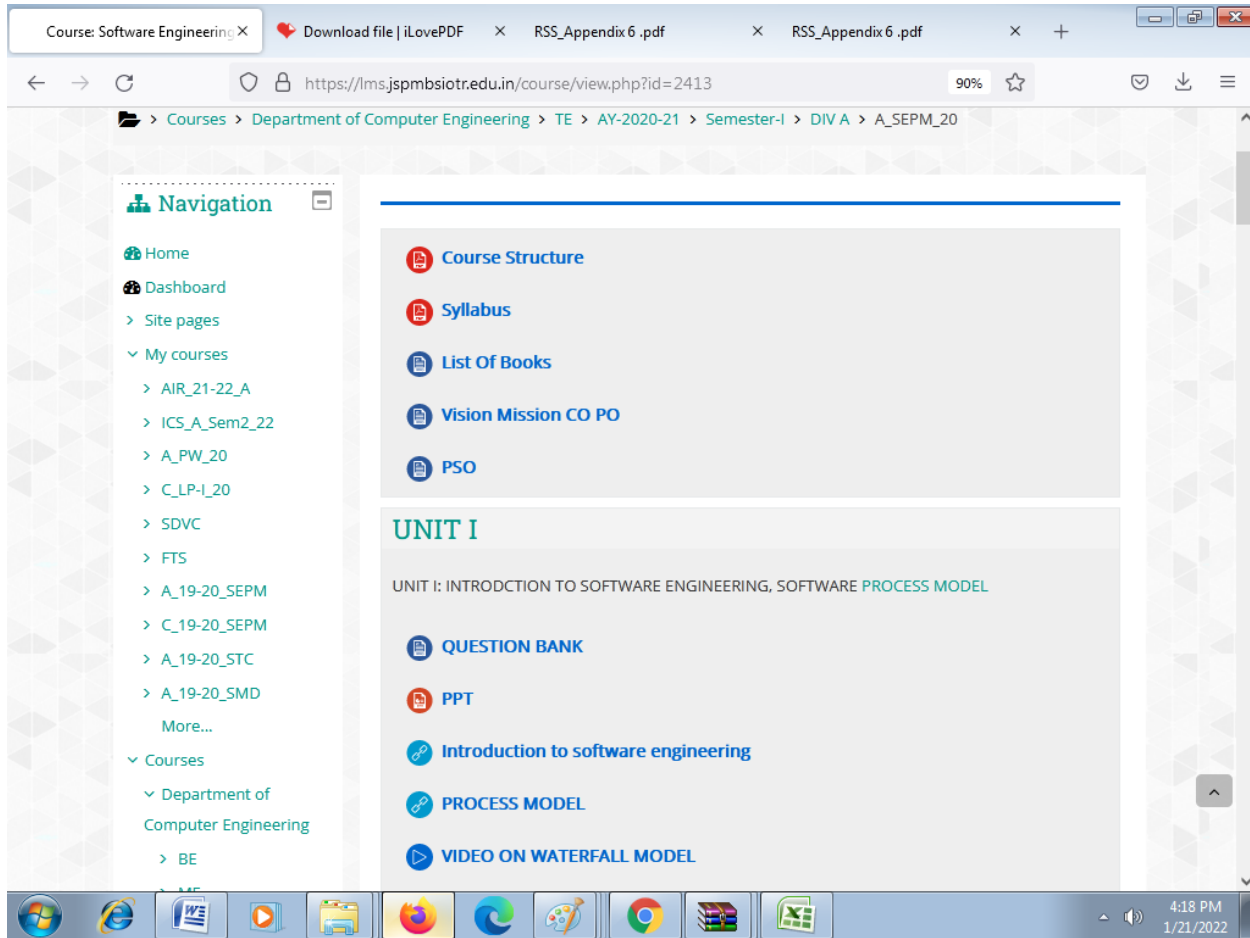 Course: Software Engineering
Download file | iLovePDF
RSS_Appendix 6 .pdf
RSS_Appendix 6 .pdf
https://lms.jspmbsiotr.edu.in/course/view.php?id=2413
90%
> Courses > Department of Computer Engineering > TE > AY-2020-21 > Semester-I > DIV A > A_SEPM_20
Navigation
Home
Dashboard
Site pages
My courses
AIR_21-22_A
ICS_A_Sem2_22
A_PW_20
C_LP-I_20
SDVC
FTS
A_19-20_SEPM
C_19-20_SEPM
A_19-20_STC
A_19-20_SMD
More...
Courses
Department of
Computer Engineering
BE
Course Structure
Syllabus
List Of Books
Vision Mission CO PO
PSO
UNIT I
UNIT I: INTRODCTION TO SOFTWARE ENGINEERING, SOFTWARE PROCESS MODEL
QUESTION BANK
PPT
Introduction to software engineering
PROCESS MODEL
VIDEO ON WATERFALL MODEL
4:18 PM
1/21/2022